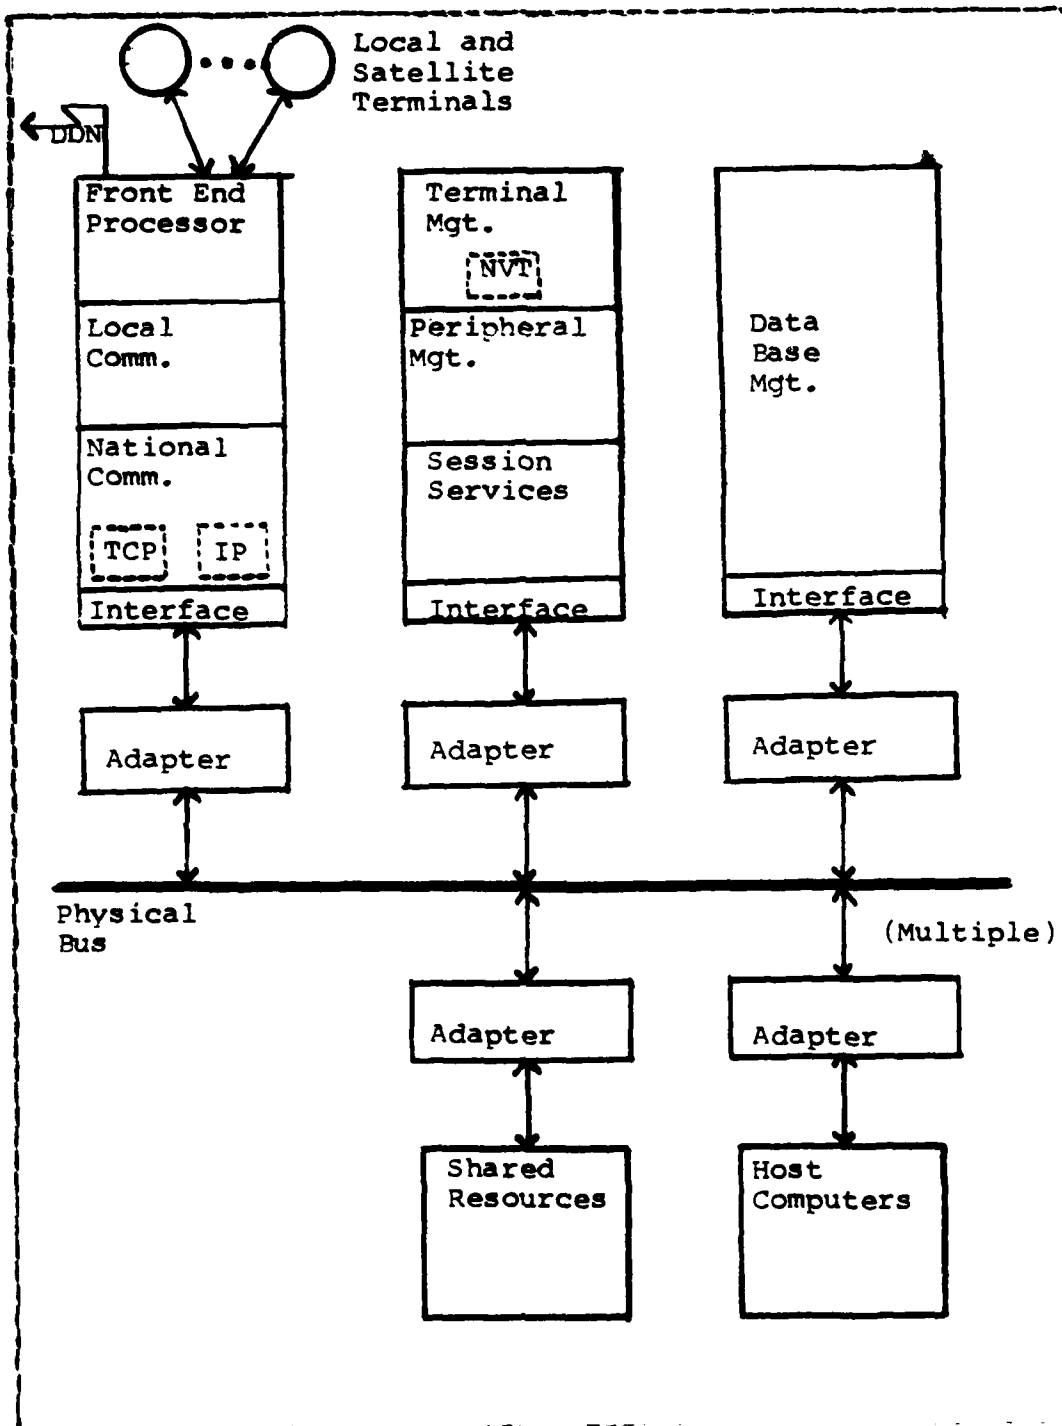 Local and
Satellite
Terminals
DDN
Front End
Processor
Local
Comm.
National
Comm.
TCP
IP
Interface
Terminal
Mgt.
NVT
Peripheral
Mgt.
Session
Services
Interface
Data
Base
Mgt.
Interface
Adapter
Adapter
Adapter
Physical
Bus
(Multiple)
Adapter
Adapter
Shared
Resources
Host
Computers